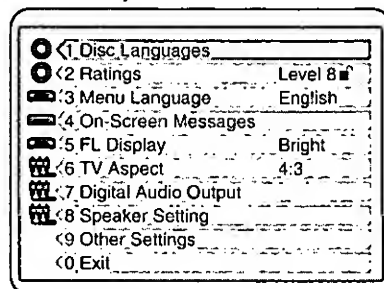 1 Disc Languages
2 Ratings Level 8
3 Menu Language English
4 On-Screen Messages
5 FL Display Bright
6 TV Aspect 4:3
7 Digital Audio Output
8 Speaker Setting
9 Other Settings
0 Exit